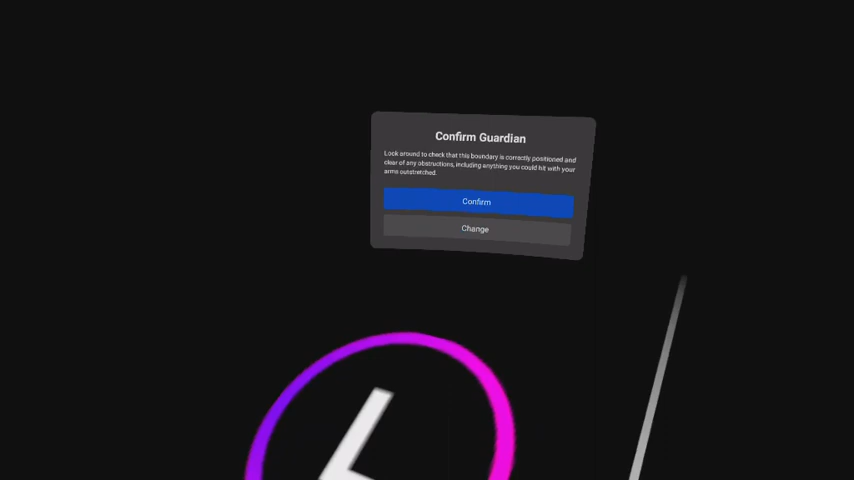 Confirm Guardian
Look around to check that this boundary is correctly positioned and
clear of any obstructions, including anything you could hit with your
arms outstretched.
Confirm
Change